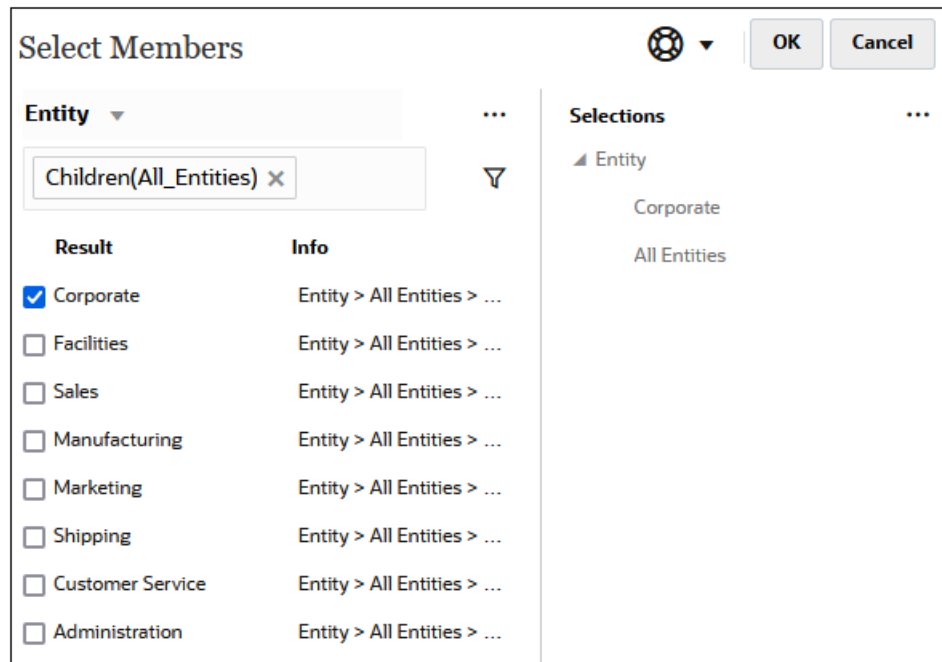 Select Members
OK
Cancel
Entity
...
Children(All_Entities) ×
Result Info
Corporate Entity > All Entities > ...
Facilities Entity > All Entities > ...
Sales Entity > All Entities > ...
Manufacturing Entity > All Entities > ...
Marketing Entity > All Entities > ...
Shipping Entity > All Entities > ...
Customer Service Entity > All Entities > ...
Administration Entity > All Entities > ...
Selections ...
Entity
Corporate
All Entities